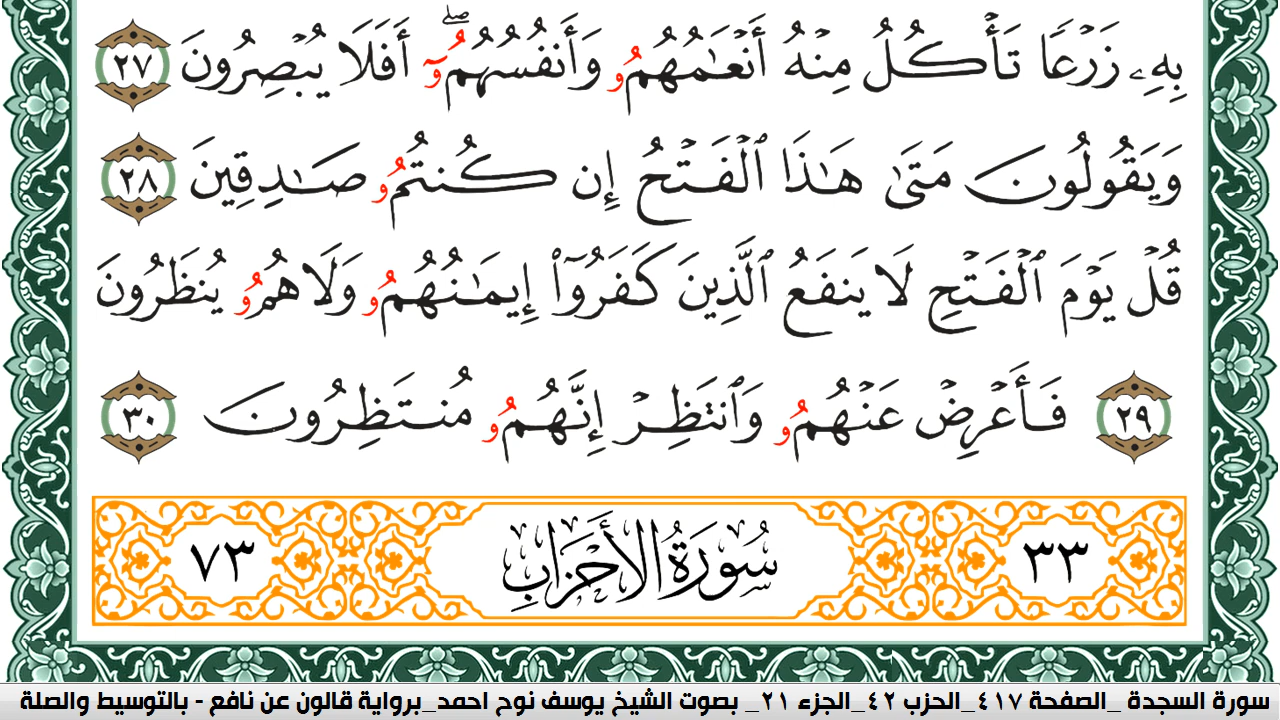 بِهِۦ زَرْعًا تَأْكُلُ مِنْهُ أَنْعَٰمُهُمُۥ وَأَنفُسُهُمُۥٓۖ أَفَلَا يُبْصِرُونَ ٢٧
وَيَقُولُونَ مَتَىٰ هَٰذَا ٱلْفَتْحُ إِن كُنتُمُۥ صَٰدِقِينَ ٢٨
قُلْ يَوْمَ ٱلْفَتْحِ لَا يَنفَعُ ٱلَّذِينَ كَفَرُوٓا۟ إِيمَٰنُهُمُۥ وَلَا هُمُۥ يُنظَرُونَ
٢٩ فَأَعْرِضْ عَنْهُمُۥ وَٱنتَظِرْ إِنَّهُمُۥ مُنتَظِرُونَ ٣٠
٣٣ سُورَةُ الأَحْزَابِ ٧٣
سورة السجدة _الصفحة ٤١٧_الحزب ٤٢_الجزء ٢١_ بصوت الشيخ يوسف نوح احمد_برواية قالون عن نافع - بالتوسيط والصلة